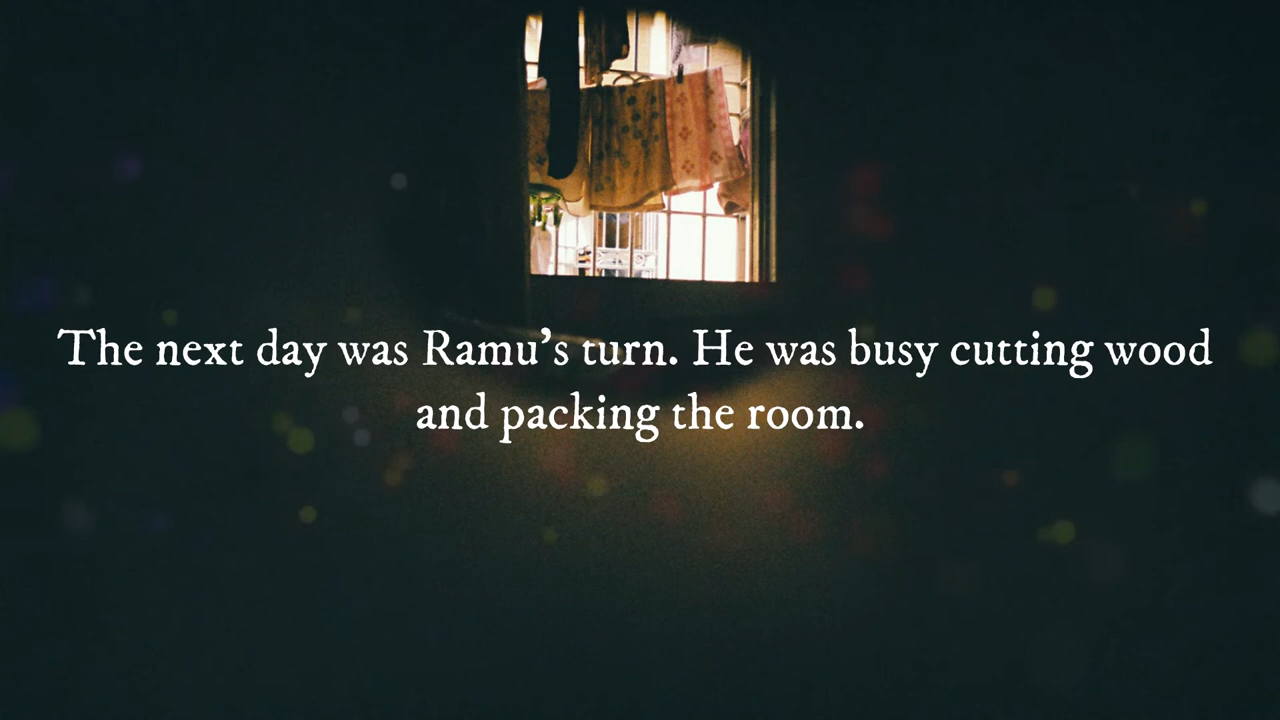 The next day was Ramu’s turn. He was busy cutting wood
and packing the room.